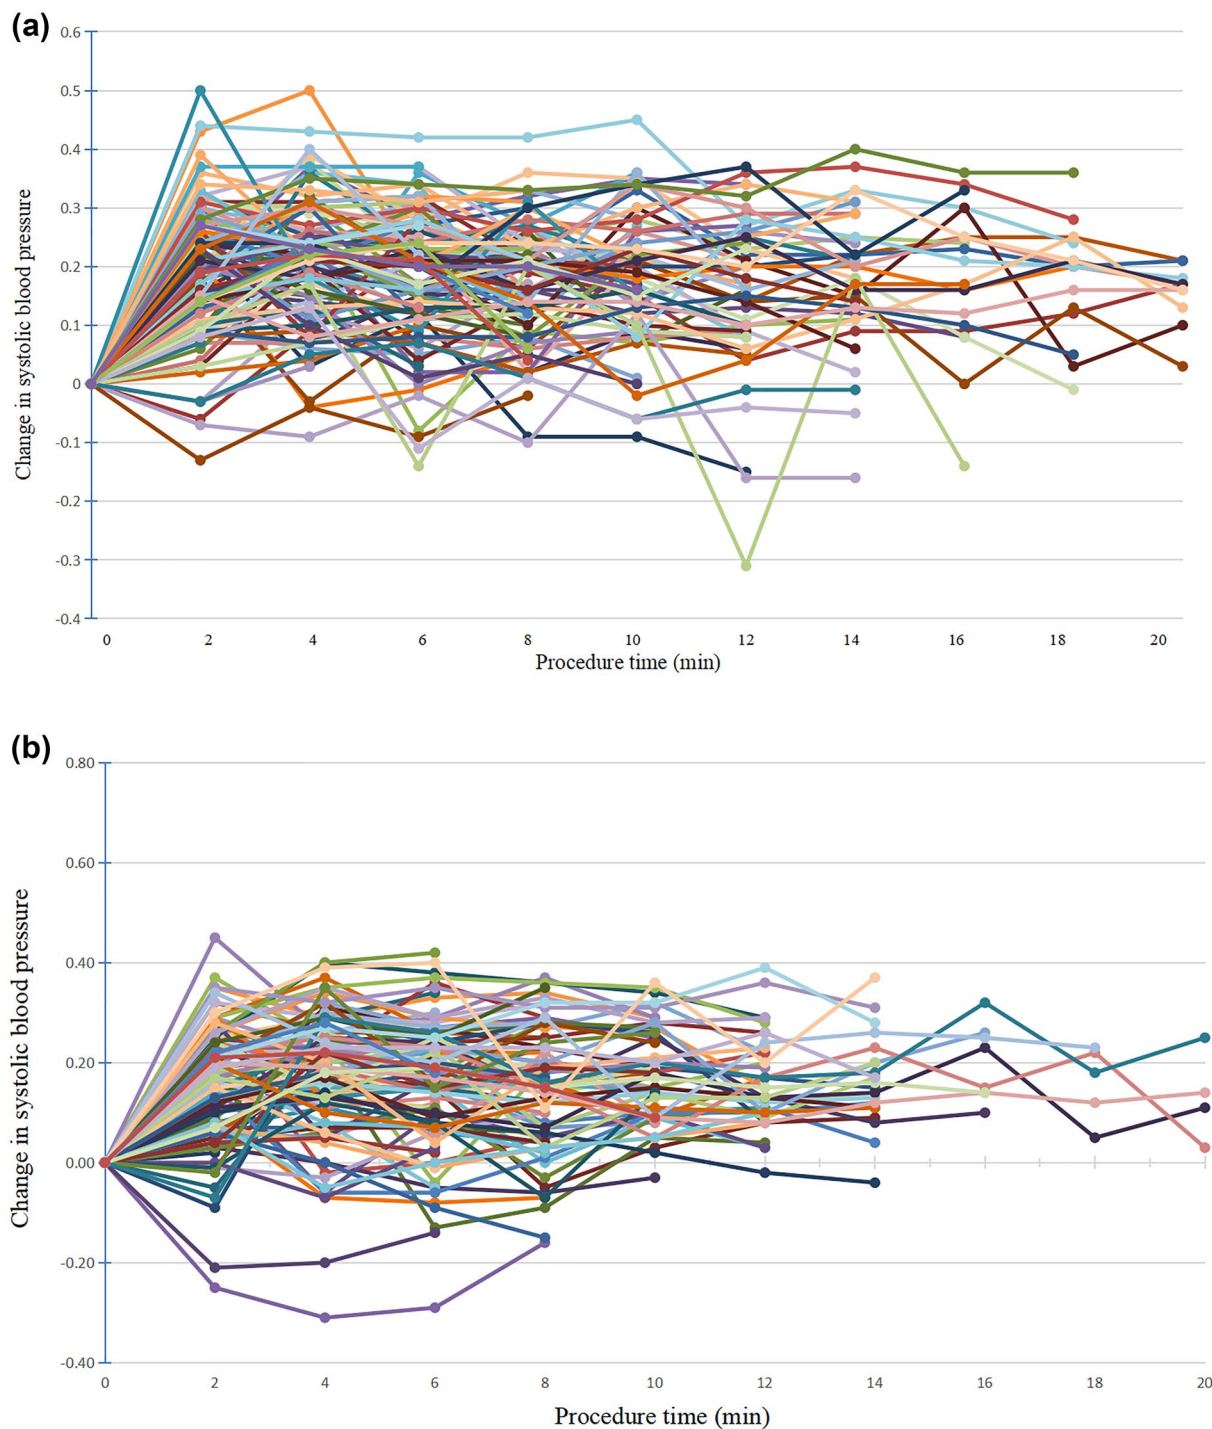 (a)
0.6
0.5
0.4
0.3
0.2
0.1
0
-0.1
-0.2
-0.3
-0.4
Change in systolic blood pressure
0 2 4 6 8 10 12 14 16 18 20
Procedure time (min)
(b)
0.80
0.60
0.40
0.20
0.00
-0.20
-0.40
Change in systolic blood pressure
0 2 4 6 8 10 12 14 16 18 20
Procedure time (min)